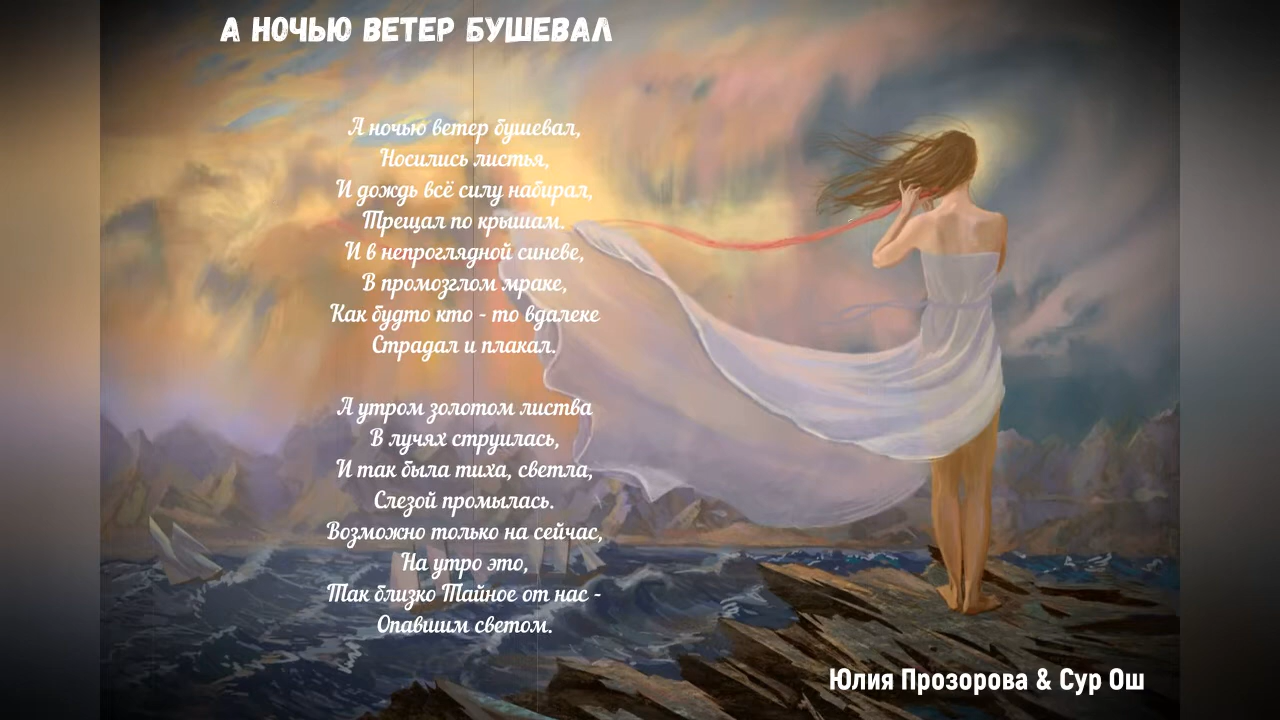 А НОЧЬЮ ВЕТЕР БУШЕВАЛ
А ночью ветер бушевал,
Носились листья,
И дождь всё силу набирал,
Трещал по крышам.
И в непроглядной синеве,
В промозглом мраке,
Как будто кто - то вдалеке
Страдал и плакал.
А утром золотом листва
В лучях струилась,
И так была тиха, светла,
Слезой промылась.
Возможно только на сейчас,
На утро это,
Так близко Тайное от нас -
Опавшим светом.
Юлия Прозорова & Сур Ош